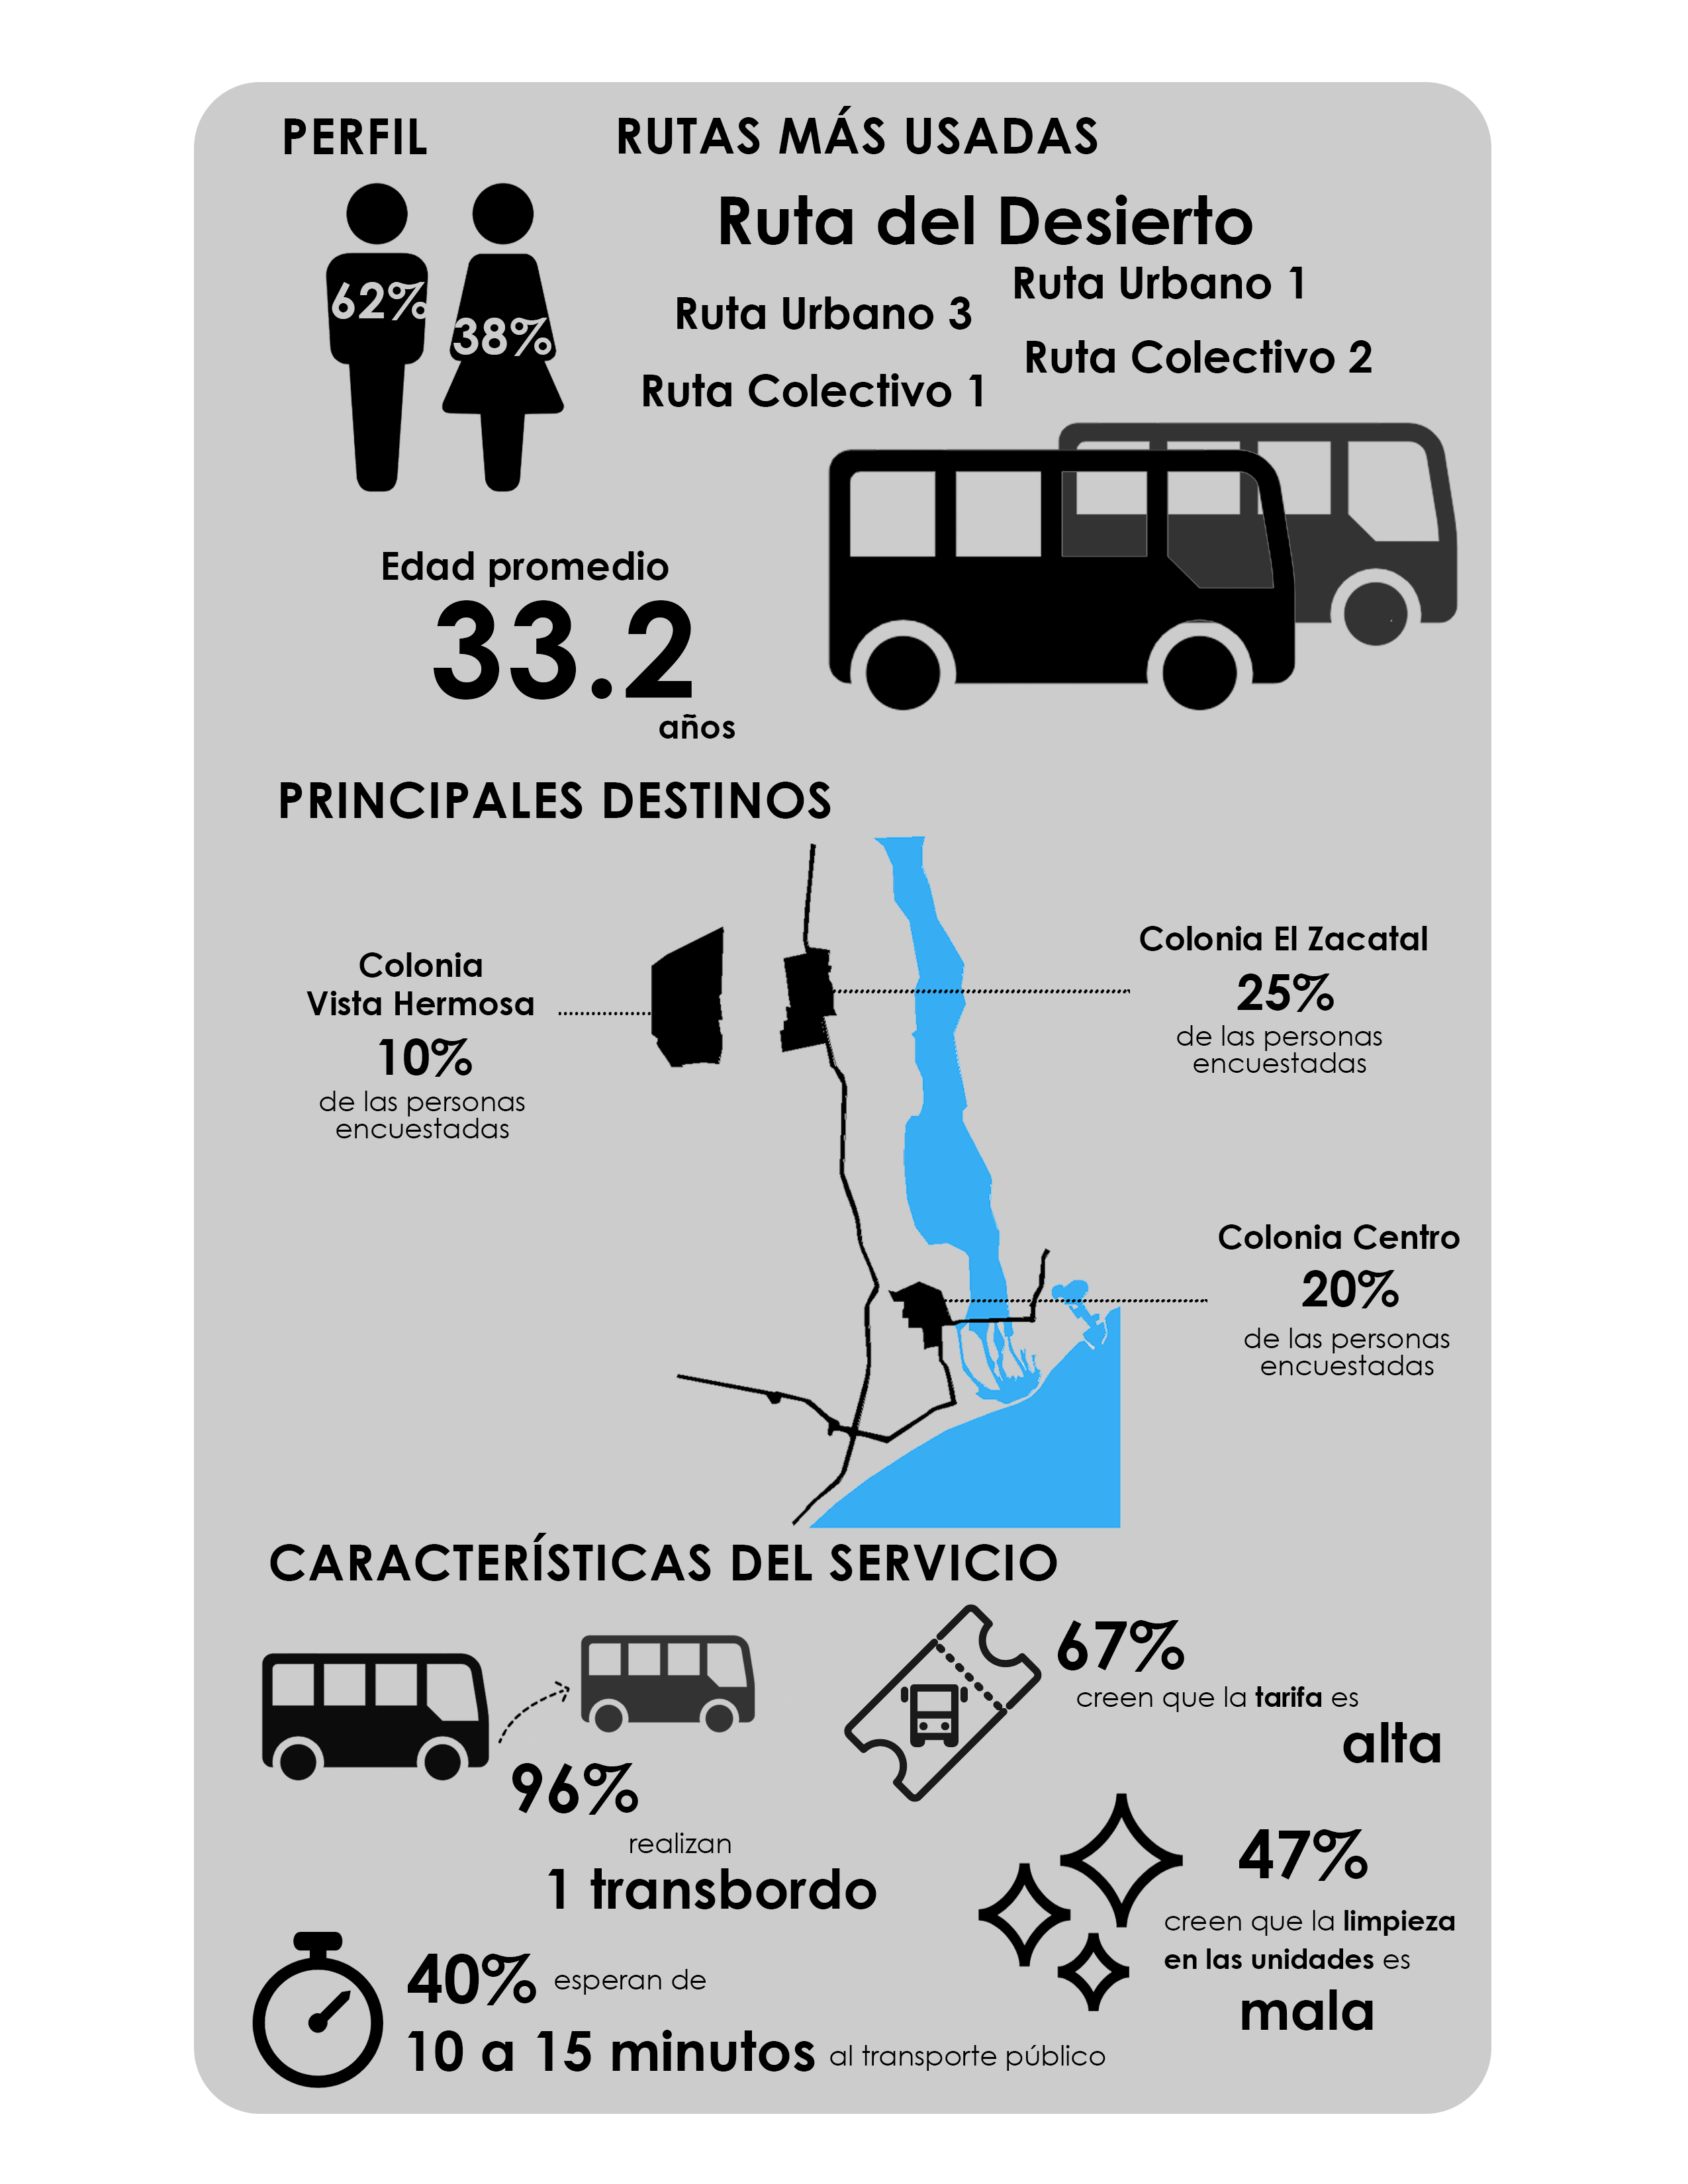 PERFIL
62%
38%
Edad promedio
33.2
años
RUTAS MÁS USADAS
Ruta del Desierto
Ruta Urbano 1
Ruta Urbano 3
Ruta Colectivo 2
Ruta Colectivo 1
PRINCIPALES DESTINOS
Colonia
Vista Hermosa
10%
de las personas
encuestadas
Colonia El Zacatal
25%
de las personas
encuestadas
Colonia Centro
20%
de las personas
encuestadas
CARACTERÍSTICAS DEL SERVICIO
96%
realizan
1 transbordo
67%
creen que la tarifa es
alta
47%
creen que la limpieza
en las unidades es
mala
40% esperan de
10 a 15 minutos al transporte público